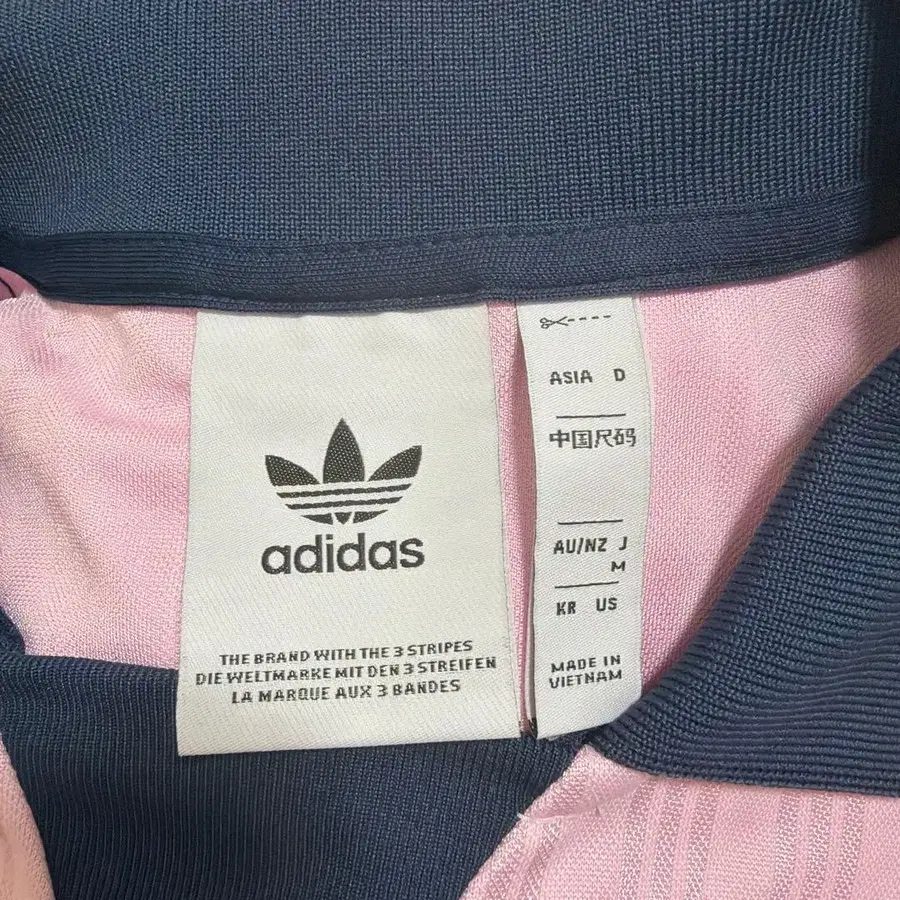 adidas
THE BRAND WITH THE 3 STRIPES
DIE WELTMARKE MIT DEN 3 STREIFEN
LA MARQUE AUX 3 BANDES
ASIA D
中国尺码
AU/NZ J
M
KR US
MADE IN
VIETNAM